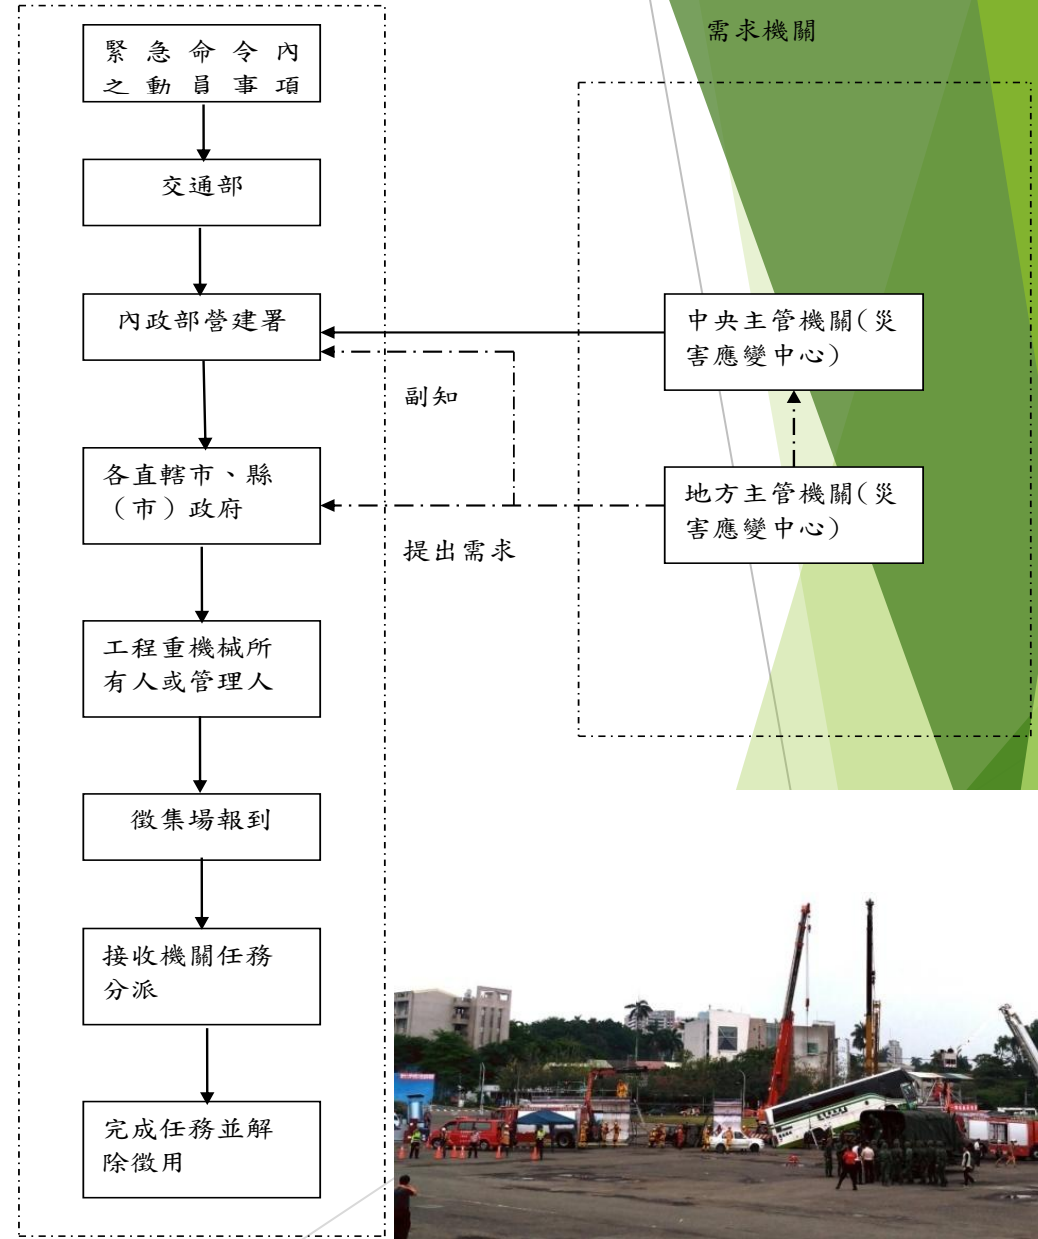 需求機關
緊急命令內
之動員事項
交通部
內政部營建署
中央主管機關(災
害應變中心)
副知
各直轄市、縣
（市）政府
地方主管機關(災
害應變中心)
提出需求
工程重機械所
有人或管理人
徵集場報到
接收機關任務
分派
完成任務並解
除徵用